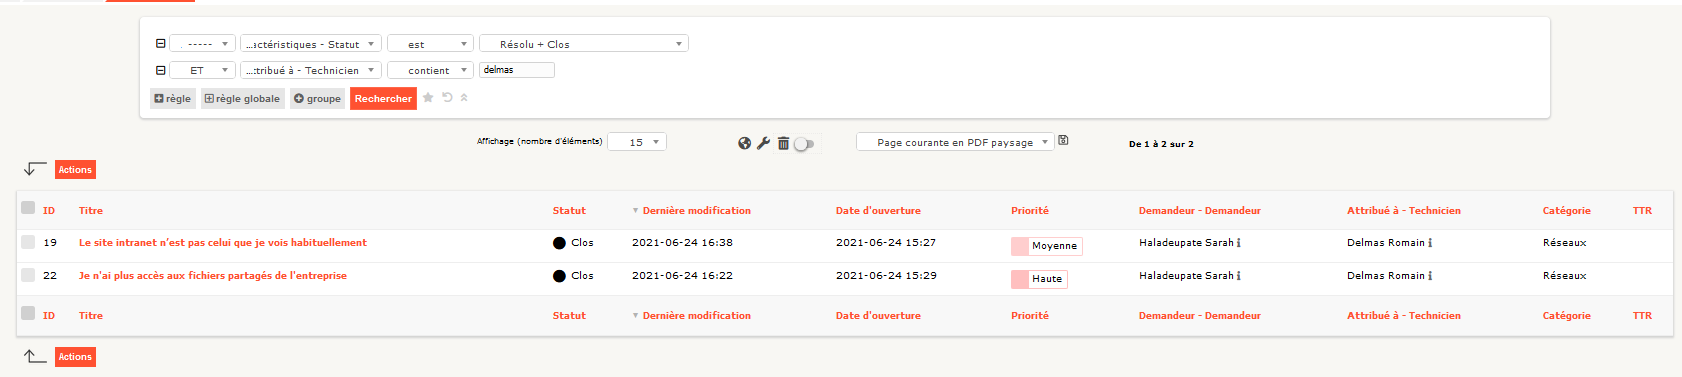 ----- ...actéristiques - Statut est Résolu + Clos
ET ...ttribué à - Technicien contient delmas
règle règle globale groupe Rechercher
Affichage (nombre d'éléments) 15 Page courante en PDF paysage De 1 à 2 sur 2
Actions
ID Titre Statut Dernière modification Date d'ouverture Priorité Demandeur - Demandeur Attribué à - Technicien Catégorie TTR
19 Le site intranet n’est pas celui que je vois habituellement Clos 2021-06-24 16:38 2021-06-24 15:27 Moyenne Haladeupate Sarah Delmas Romain Réseaux
22 Je n'ai plus accès aux fichiers partagés de l'entreprise Clos 2021-06-24 16:22 2021-06-24 15:29 Haute Haladeupate Sarah Delmas Romain Réseaux
ID Titre Statut Dernière modification Date d'ouverture Priorité Demandeur - Demandeur Attribué à - Technicien Catégorie TTR
Actions